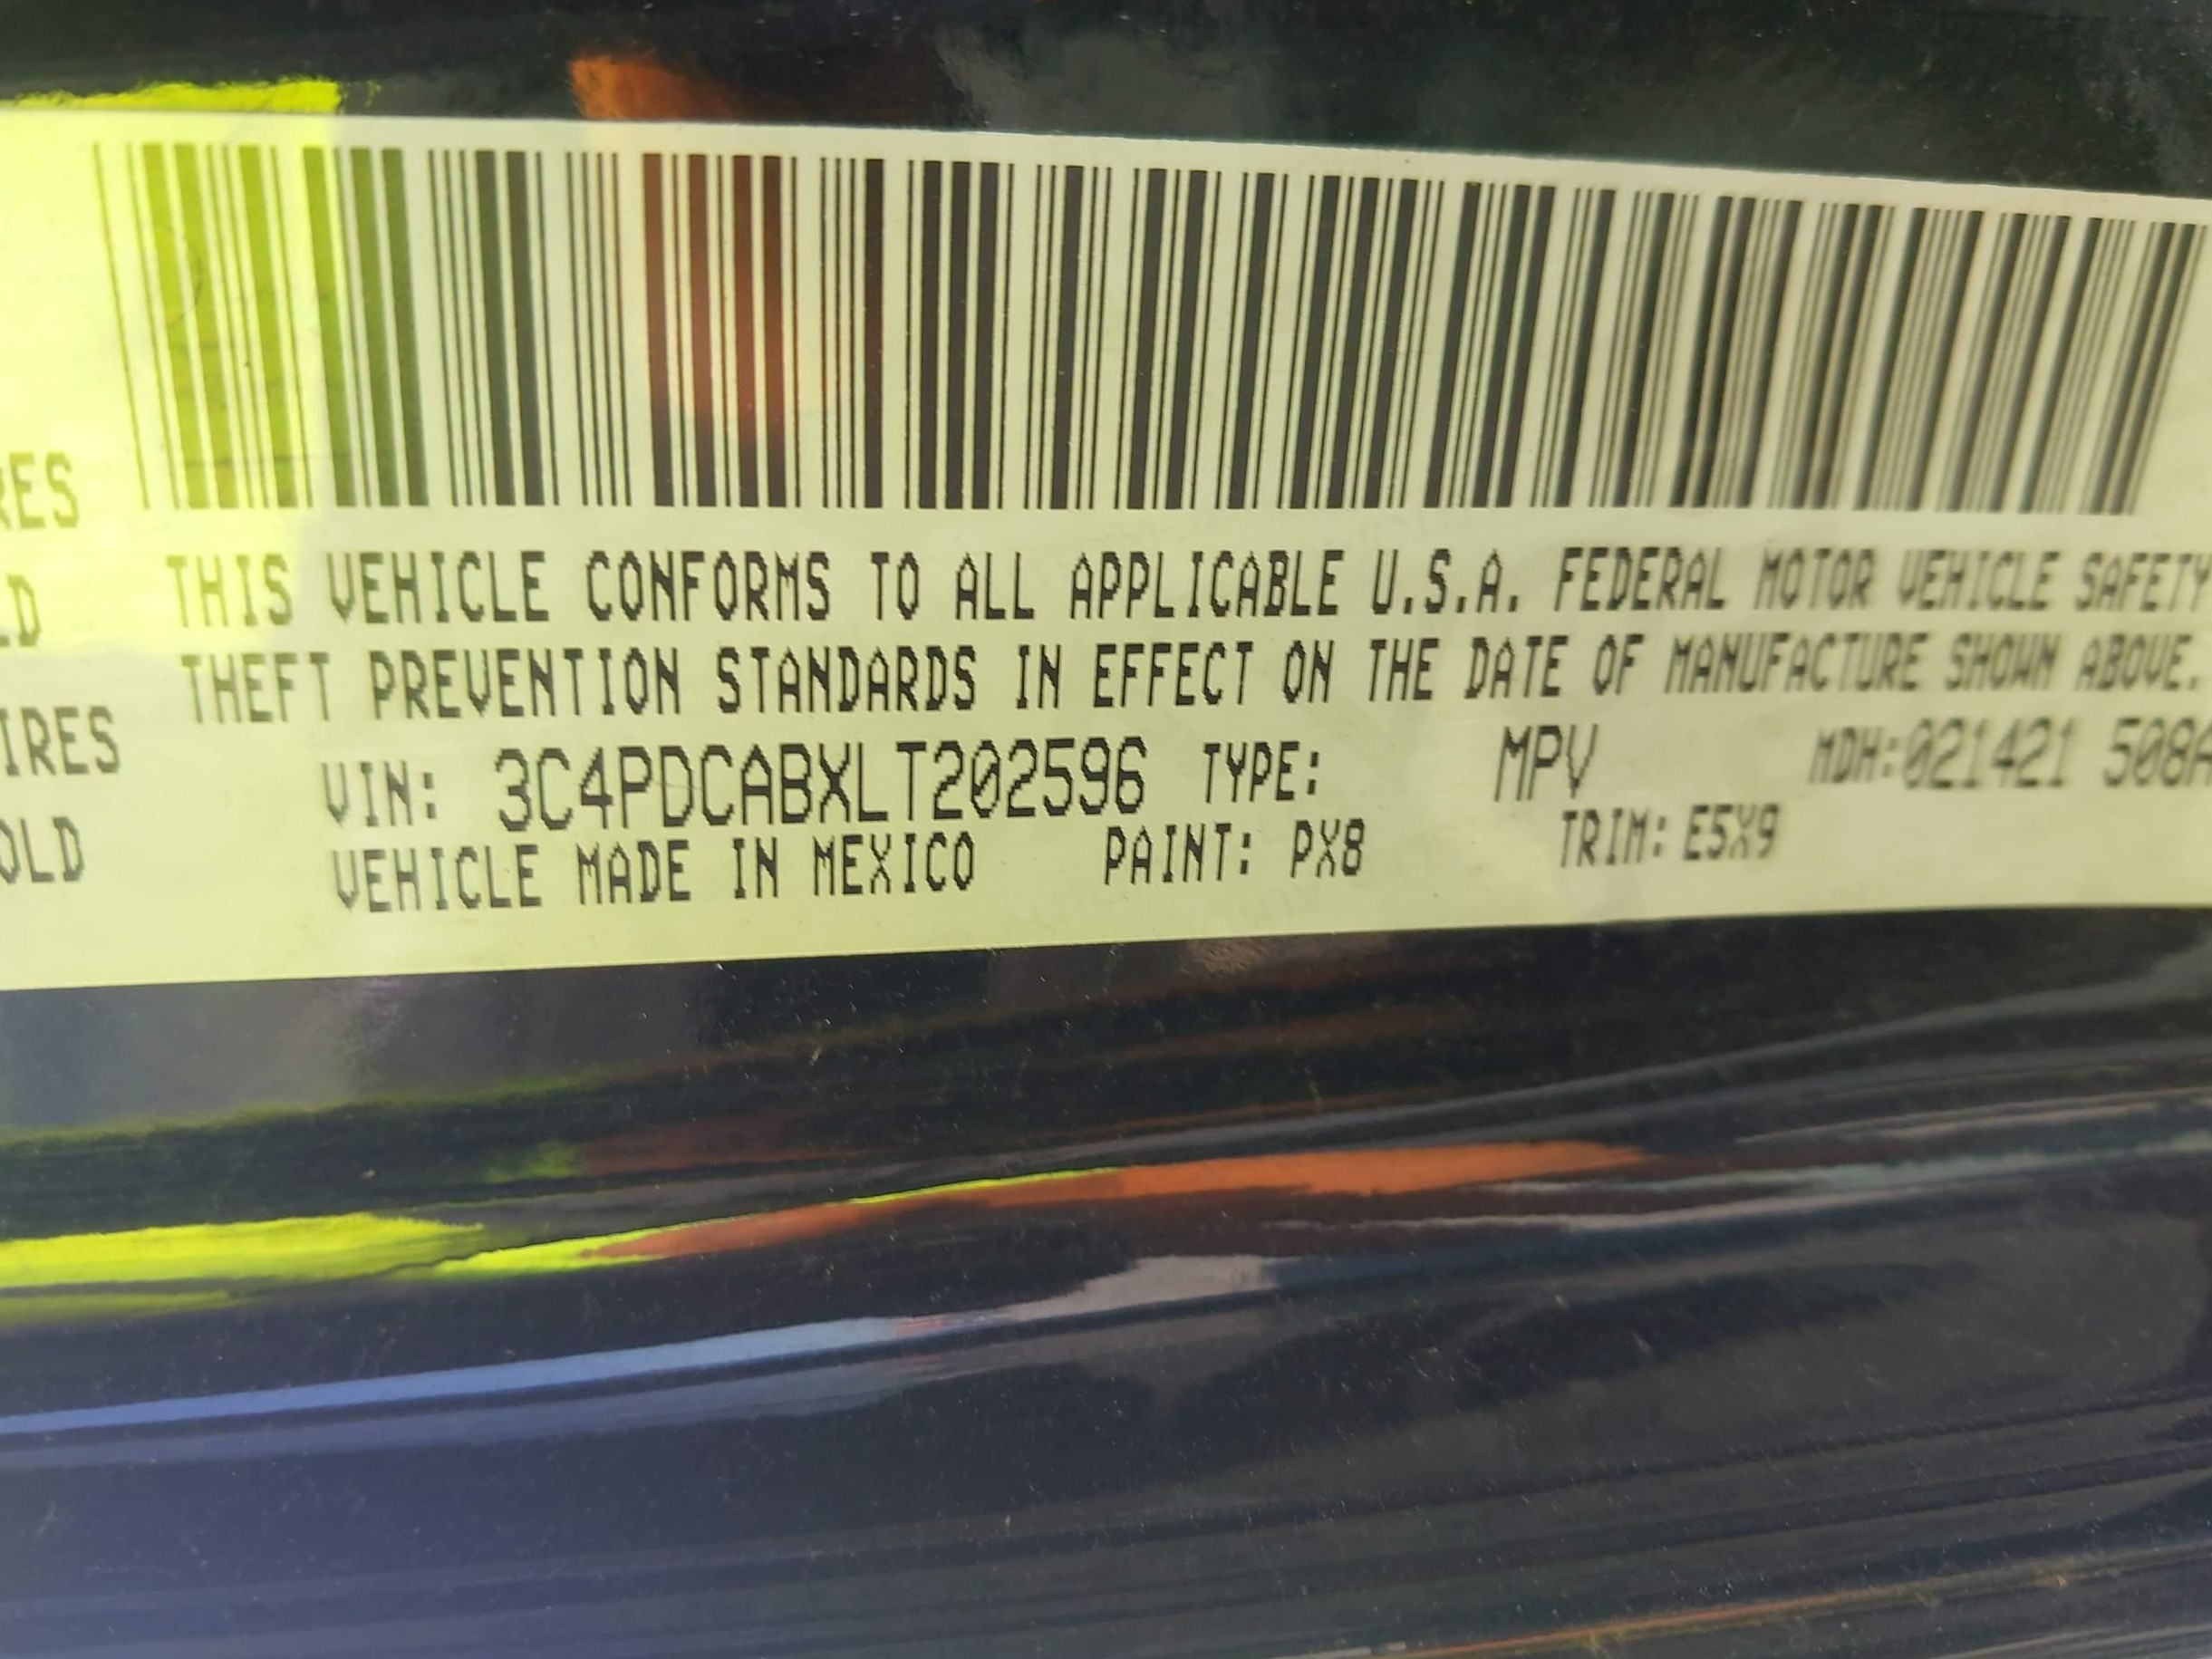 RES
LD
IRES
OLD
THIS VEHICLE CONFORMS TO ALL APPLICABLE U.S.A. FEDERAL MOTOR VEHICLE SAFETY
THEFT PREVENTION STANDARDS IN EFFECT ON THE DATE OF MANUFACTURE SHOWN ABOVE.
VIN: 3C4PDCABXLT202596 TYPE: MPV MDH:021421 508A
VEHICLE MADE IN MEXICO PAINT: PX8 TRIM: E5X9